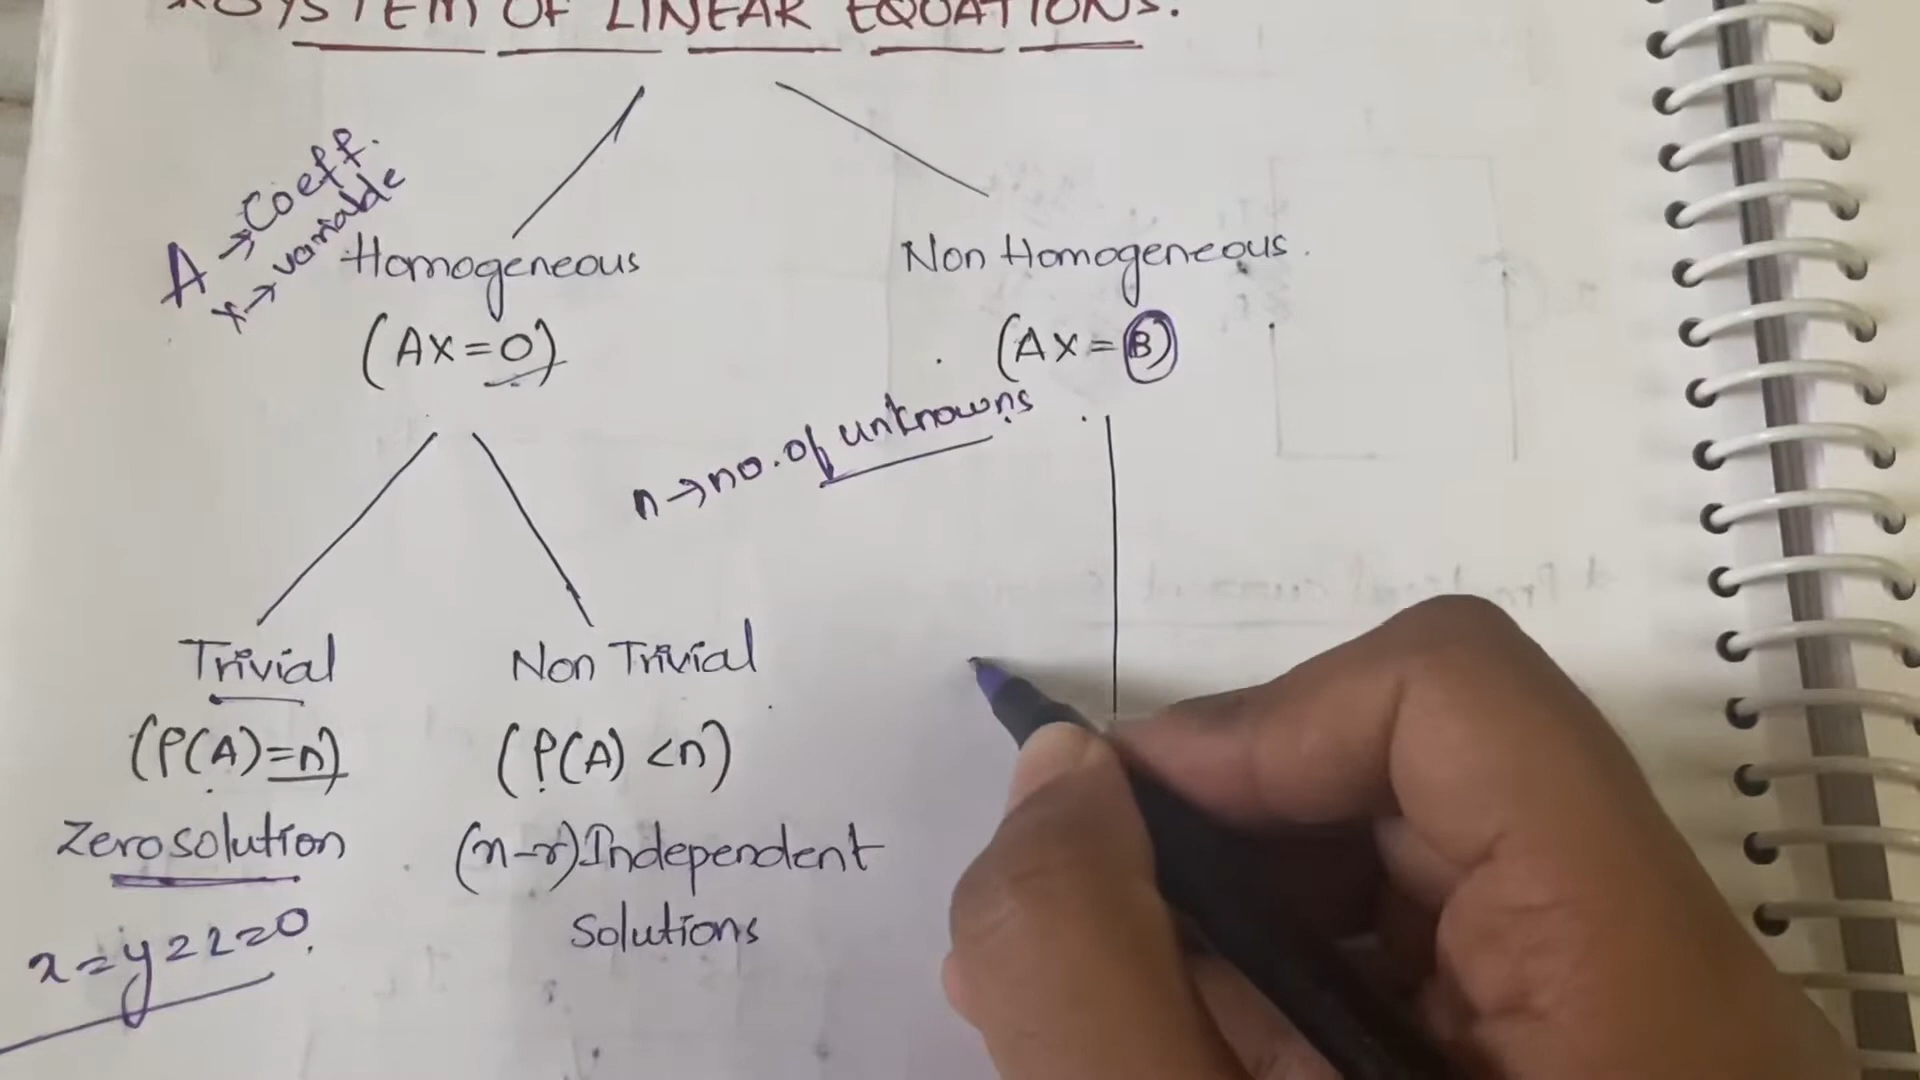 SYSTEM OF LINEAR EQUATIONS.
A → Coeff.
x → variable
Homogeneous
(AX=0)
Non Homogeneous.
(AX=B)
n→no. of unknowns
Trivial
(ρ(A)=n)
Zero solution
x=y=z=0.
Non Trivial
(ρ(A) <n)
(n-r) Independent
Solutions